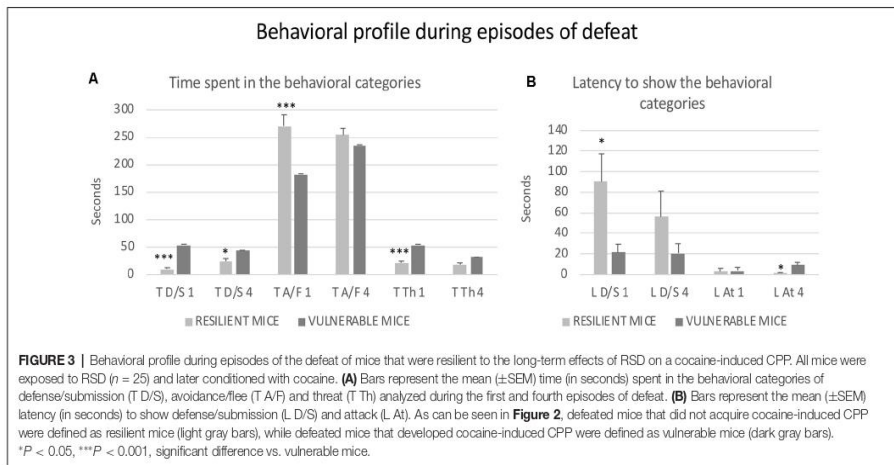 Behavioral profile during episodes of defeat
A
Time spent in the behavioral categories
***
300
250
200
150
100
50
0
Seconds
***
*
***
T D/S 1 T D/S 4 T A/F 1 T A/F 4 T Th 1 T Th 4
RESILIENT MICE VULNERABLE MICE
B
Latency to show the behavioral
categories
140
120
100
80
60
40
20
0
Seconds
*
*
L D/S 1 L D/S 4 L At 1 L At 4
RESILIENT MICE VULNERABLE MICE
FIGURE 3 | Behavioral profile during episodes of the defeat of mice that were resilient to the long-term effects of RSD on a cocaine-induced CPP. All mice were
exposed to RSD (n = 25) and later conditioned with cocaine. (A) Bars represent the mean (±SEM) time (in seconds) spent in the behavioral categories of
defense/submission (T D/S), avoidance/flee (T A/F) and threat (T Th) analyzed during the first and fourth episodes of defeat. (B) Bars represent the mean (±SEM)
latency (in seconds) to show defense/submission (L D/S) and attack (L At). As can be seen in Figure 2, defeated mice that did not acquire cocaine-induced CPP
were defined as resilient mice (light gray bars), while defeated mice that developed cocaine-induced CPP were defined as vulnerable mice (dark gray bars).
*P < 0.05, ***P < 0.001, significant difference vs. vulnerable mice.